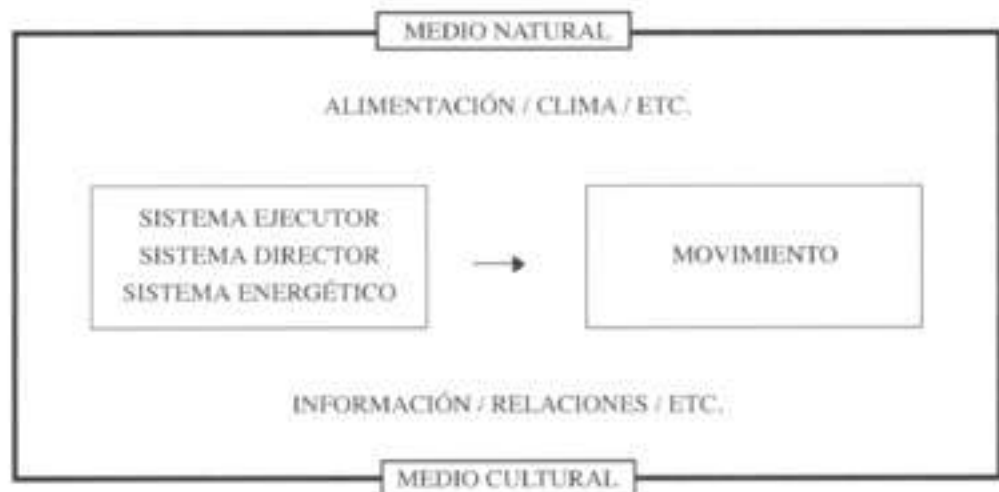 MEDIO NATURAL
ALIMENTACIÓN / CLIMA / ETC.
SISTEMA EJECUTOR
SISTEMA DIRECTOR
SISTEMA ENERGÉTICO
MOVIMIENTO
INFORMACIÓN / RELACIONES / ETC.
MEDIO CULTURAL